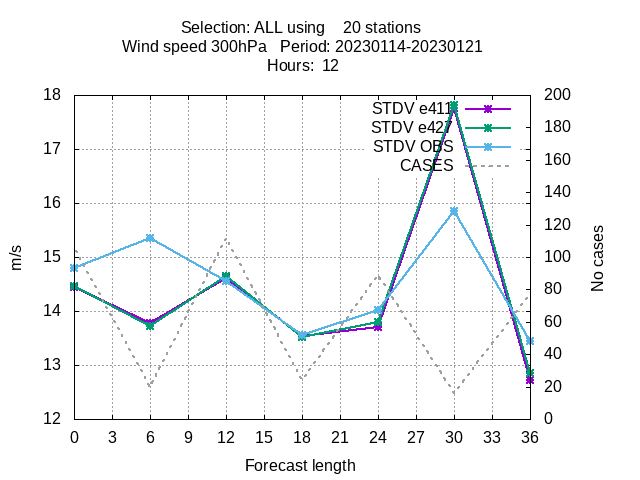 Selection: ALL using    20 stations
Wind speed 300hPa   Period: 20230114-20230121
Hours:  12
18
17
16
15
14
13
12
m/s
STDV e411
STDV e427
STDV OBS
CASES
200
180
160
140
120
100
80
60
40
20
0
No cases
0 3 6 9 12 15 18 21 24 27 30 33 36
Forecast length